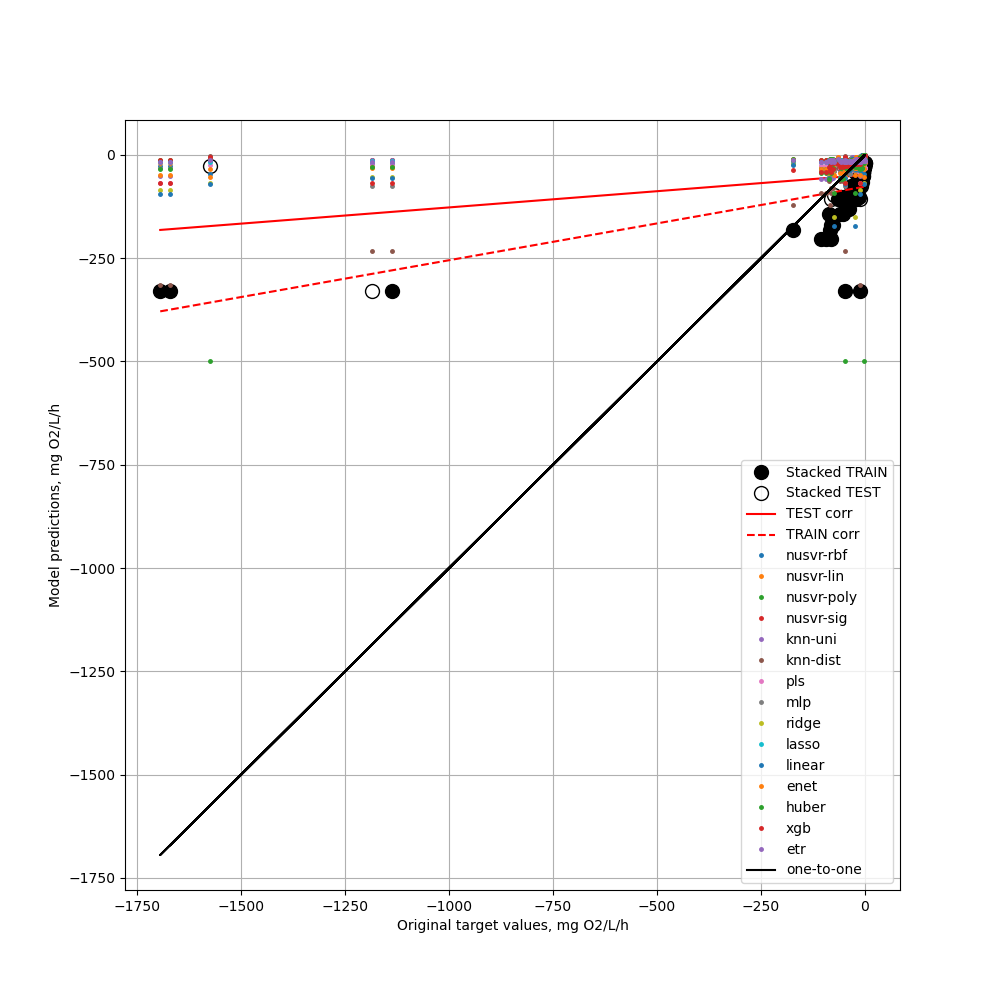 0
−250
−500
−750
−1000
−1250
−1500
−1750
Model predictions, mg O2/L/h
Stacked TRAIN
Stacked TEST
TEST corr
TRAIN corr
nusvr-rbf
nusvr-lin
nusvr-poly
nusvr-sig
knn-uni
knn-dist
pls
mlp
ridge
lasso
linear
enet
huber
xgb
etr
one-to-one
−1750 −1500 −1250 −1000 −750 −500 −250 0
Original target values, mg O2/L/h